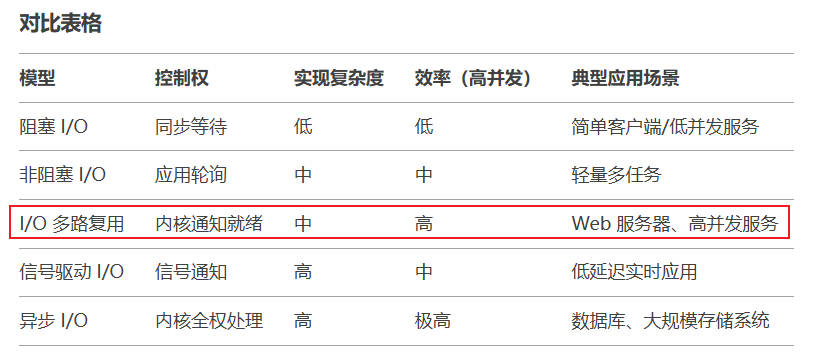 对比表格
模型 控制权 实现复杂度 效率（高并发） 典型应用场景
阻塞 I/O 同步等待 低 低 简单客户端/低并发服务
非阻塞 I/O 应用轮询 中 中 轻量多任务
I/O 多路复用 内核通知就绪 中 高 Web 服务器、高并发服务
信号驱动 I/O 信号通知 高 中 低延迟实时应用
异步 I/O 内核全权处理 高 极高 数据库、大规模存储系统